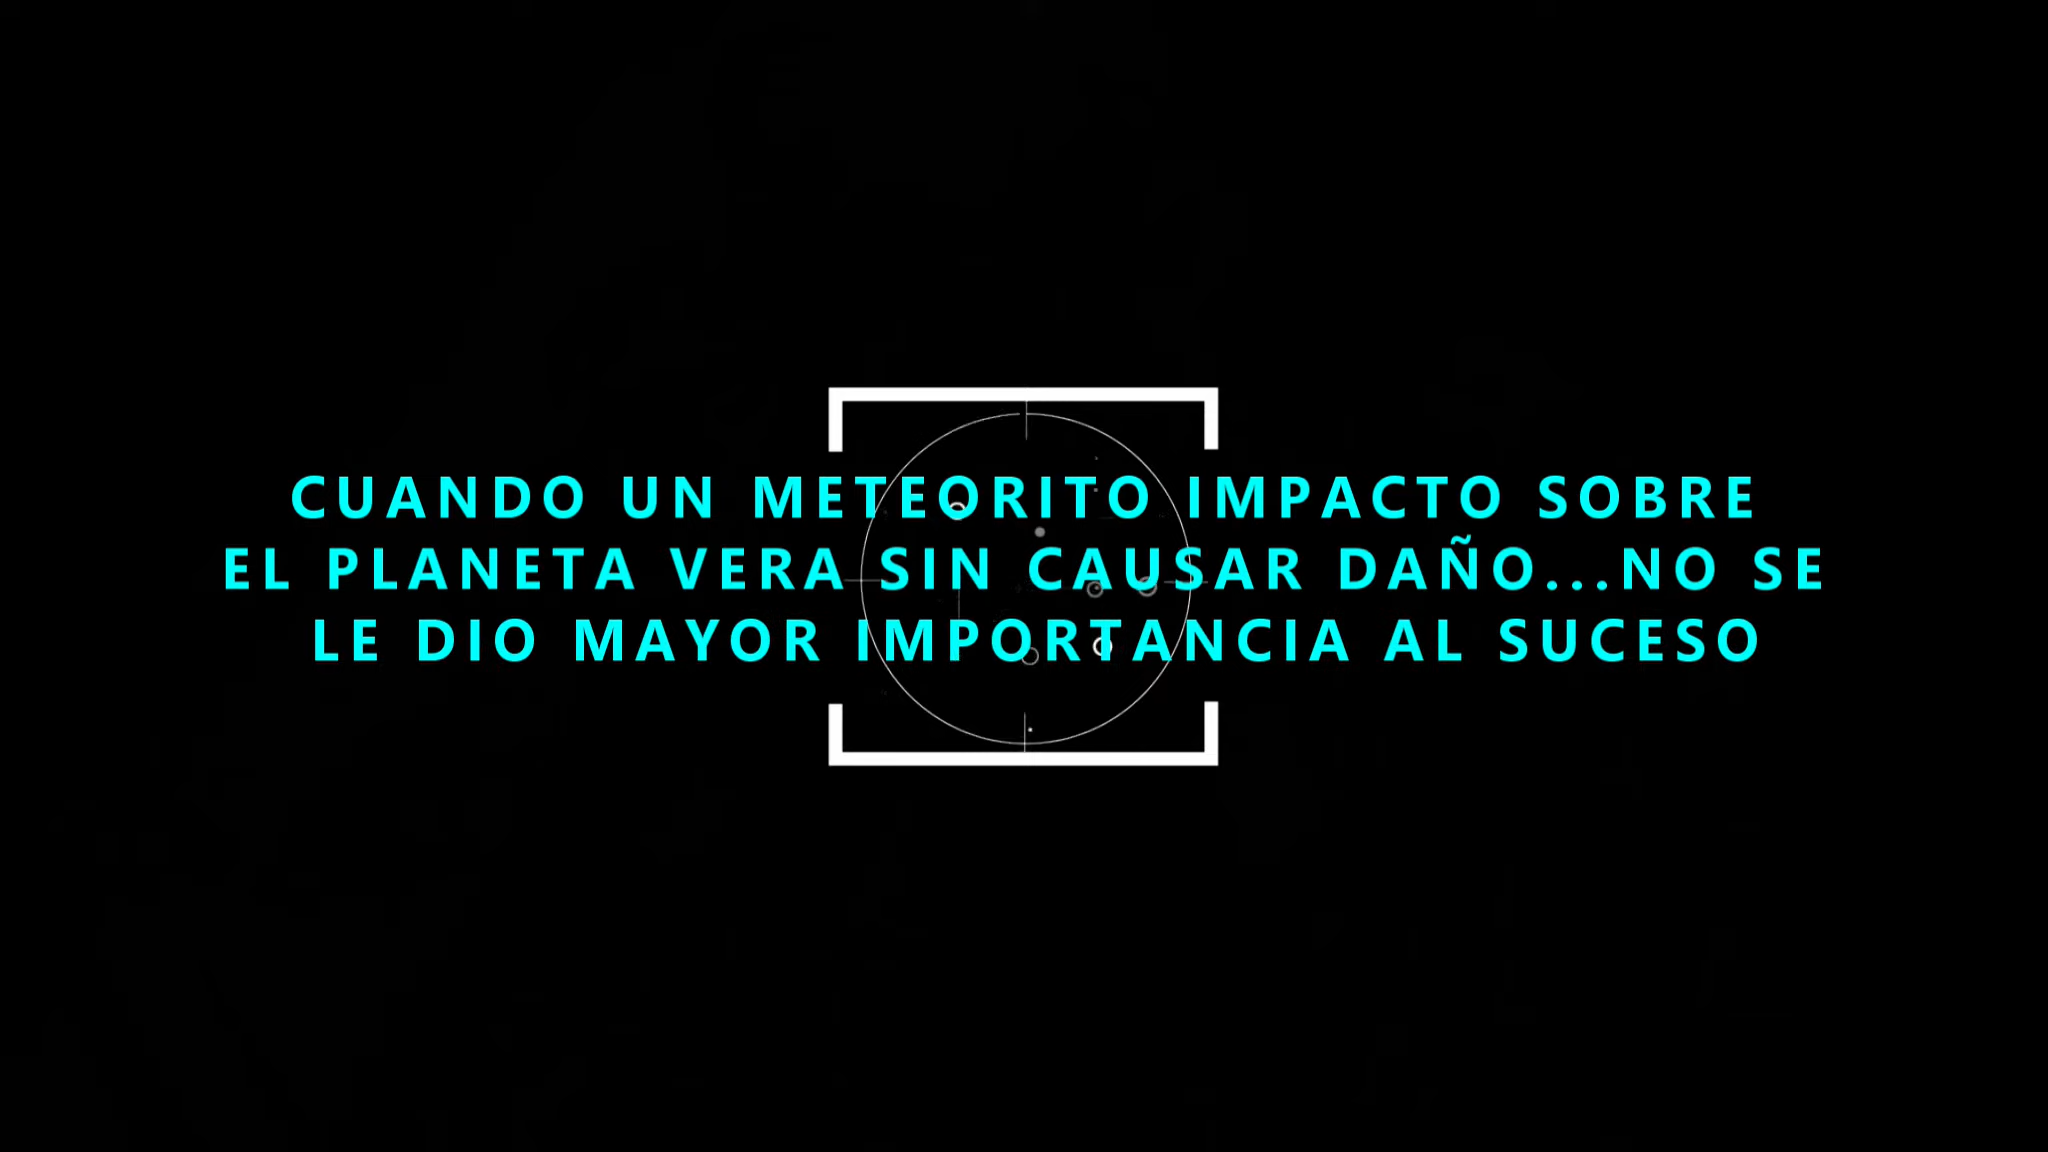 CUANDO UN METEORITO IMPACTO SOBRE
EL PLANETA VERA SIN CAUSAR DAÑO...NO SE
LE DIO MAYOR IMPORTANCIA AL SUCESO